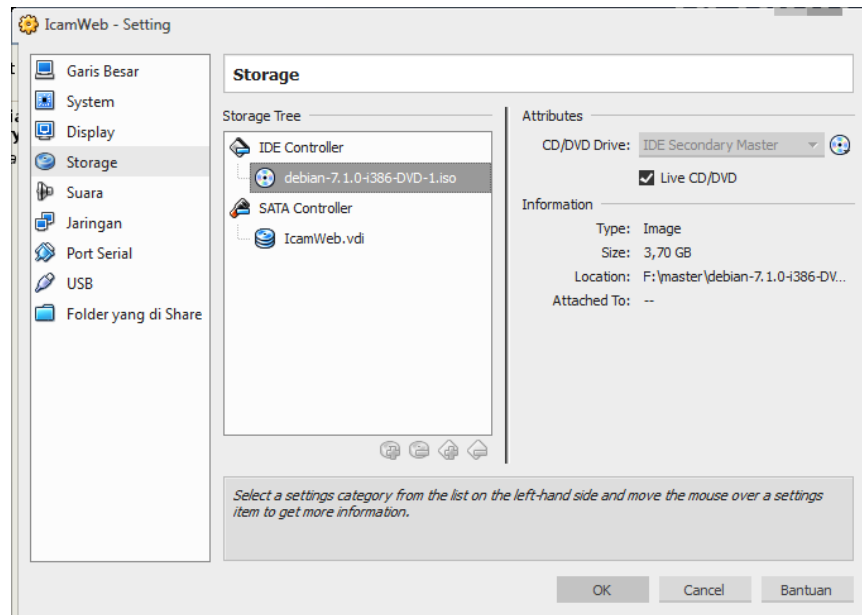 IcamWeb - Setting
Garis Besar
System
Display
Storage
Suara
Jaringan
Port Serial
USB
Folder yang di Share
Storage
Storage Tree
IDE Controller
debian-7.1.0-i386-DVD-1.iso
SATA Controller
IcamWeb.vdi
Attributes
CD/DVD Drive: IDE Secondary Master
Live CD/DVD
Information
Type: Image
Size: 3,70 GB
Location: F:\master\debian-7.1.0-i386-DV...
Attached To: --
Select a settings category from the list on the left-hand side and move the mouse over a settings
item to get more information.
OK Cancel Bantuan